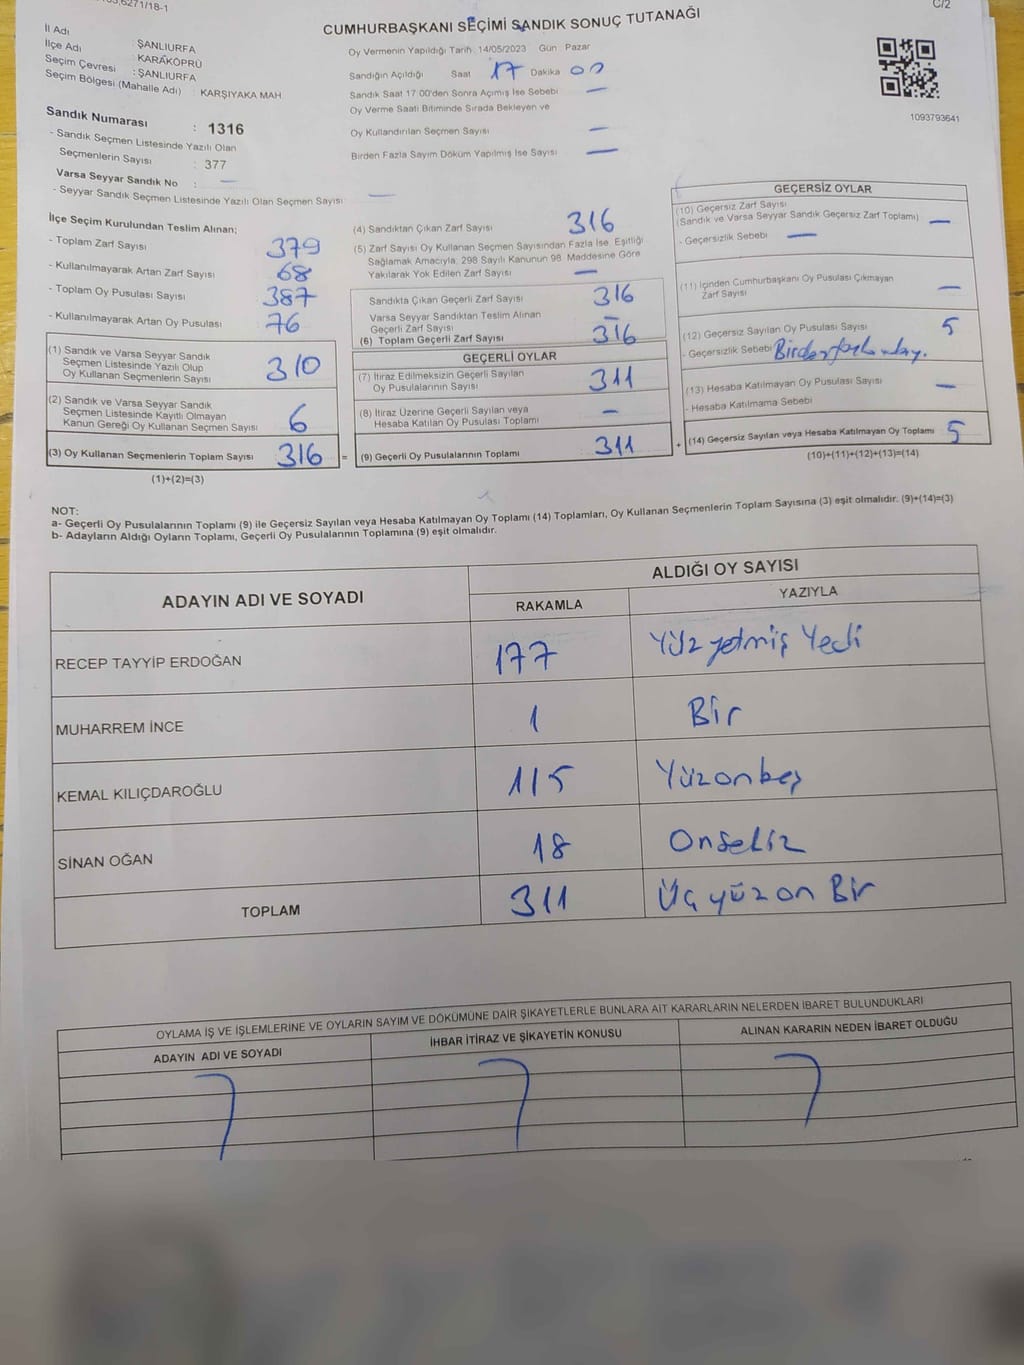 6271/18-1
C/2
CUMHURBAŞKANI SEÇİMİ SANDIK SONUÇ TUTANAĞI
İl Adı : ŞANLIURFA
İlçe Adı : KARAKÖPRÜ
Seçim Çevresi : ŞANLIURFA
Seçim Bölgesi (Mahalle Adı) : KARŞIYAKA MAH
Sandık Numarası : 1316
- Sandık Seçmen Listesinde Yazılı Olan
Seçmenlerin Sayısı : 377
Varsa Seyyar Sandık No : —
- Seyyar Sandık Seçmen Listesinde Yazılı Olan Seçmen Sayısı —
Oy Vermenin Yapıldığı Tarih: 14/05/2023 Gün Pazar
Sandığın Açıldığı Saat 17 Dakika 00
Sandık Saat 17:00'den Sonra Açımış İse Sebebi —
Oy Verme Saati Bitiminde Sırada Bekleyen ve
Oy Kullandırılan Seçmen Sayısı —
Birden Fazla Sayım Döküm Yapılmış İse Sayısı —
1093793641
İlçe Seçim Kurulundan Teslim Alınan;
- Toplam Zarf Sayısı 379
- Kullanılmayarak Artan Zarf Sayısı 68
- Toplam Oy Pusulası Sayısı 387
- Kullanılmayarak Artan Oy Pusulası 76
(1) Sandık ve Varsa Seyyar Sandık
Seçmen Listesinde Yazılı Olup
Oy Kullanan Seçmenlerin Sayısı 310
(2) Sandık ve Varsa Seyyar Sandık
Seçmen Listesinde Kayıtlı Olmayan
Kanun Gereği Oy Kullanan Seçmen Sayısı 6
(3) Oy Kullanan Seçmenlerin Toplam Sayısı 316 =
(1)+(2)=(3)
(4) Sandıktan Çıkan Zarf Sayısı 316
(5) Zarf Sayısı Oy Kullanan Seçmen Sayısından Fazla İse, Eşitliği
Sağlamak Amacıyla; 298 Sayılı Kanunun 98. Maddesine Göre
Yakılarak Yok Edilen Zarf Sayısı —
Sandıkta Çıkan Geçerli Zarf Sayısı 316
Varsa Seyyar Sandıktan Teslim Alınan
Geçerli Zarf Sayısı —
(6) Toplam Geçerli Zarf Sayısı 316
GEÇERLİ OYLAR
(7) İtiraz Edilmeksizin Geçerli Sayılan
Oy Pusulalarının Sayısı 311
(8) İtiraz Üzerine Geçerli Sayılan veya
Hesaba Katılan Oy Pusulası Toplamı —
(9) Geçerli Oy Pusulalarının Toplamı 311 +
GEÇERSİZ OYLAR
(10) Geçersiz Zarf Sayısı
(Sandık ve Varsa Seyyar Sandık Geçersiz Zarf Toplamı) —
- Geçersizlik Sebebi —
(11) İçinden Cumhurbaşkanı Oy Pusulası Çıkmayan
Zarf Sayısı —
(12) Geçersiz Sayılan Oy Pusulası Sayısı 5
- Geçersizlik Sebebi
(13) Hesaba Katılmayan Oy Pusulası Sayısı —
- Hesaba Katılmama Sebebi
(14) Geçersiz Sayılan veya Hesaba Katılmayan Oy Toplamı 5
(10)+(11)+(12)+(13)=(14)
NOT:
a- Geçerli Oy Pusulalarının Toplamı (9) ile Geçersiz Sayılan veya Hesaba Katılmayan Oy Toplamı (14) Toplamları, Oy Kullanan Seçmenlerin Toplam Sayısına (3) eşit olmalıdır. (9)+(14)=(3)
b- Adayların Aldığı Oyların Toplamı, Geçerli Oy Pusulalarının Toplamına (9) eşit olmalıdır.
ADAYIN ADI VE SOYADI
ALDIĞI OY SAYISI
RAKAMLA YAZIYLA
RECEP TAYYİP ERDOĞAN 177 Yüz yetmiş Yedi
MUHARREM İNCE 1 Bir
KEMAL KILIÇDAROĞLU 115 Yüzonbeş
SİNAN OĞAN 18 Onsekiz
TOPLAM 311 Üçyüzon Bir
OYLAMA İŞ VE İŞLEMLERİNE VE OYLARIN SAYIM VE DÖKÜMÜNE DAİR ŞİKAYETLERLE BUNLARA AİT KARARLARIN NELERDEN İBARET BULUNDUKLARI
ADAYIN ADI VE SOYADI İHBAR İTİRAZ VE ŞİKAYETİN KONUSU ALINAN KARARIN NEDEN İBARET OLDUĞU